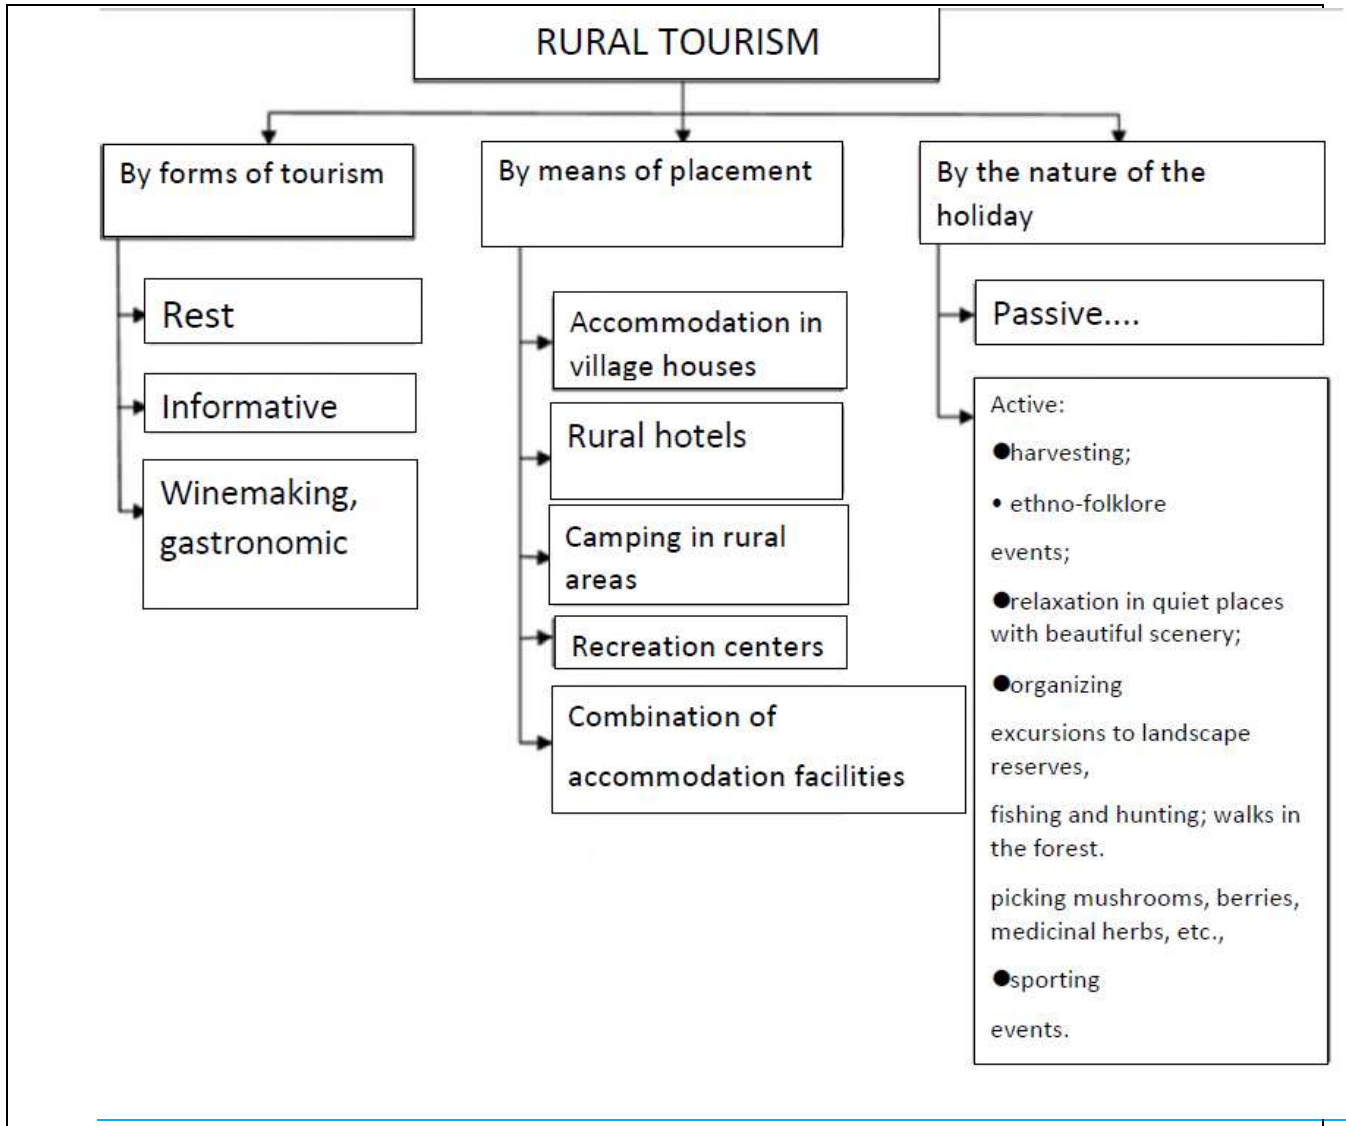 RURAL TOURISM
By forms of tourism
Rest
Informative
Winemaking,
gastronomic
By means of placement
Accommodation in
village houses
Rural hotels
Camping in rural
areas
Recreation centers
Combination of
accommodation facilities
By the nature of the
holiday
Passive....
Active:
●harvesting;
• ethno-folklore
events;
●relaxation in quiet places
with beautiful scenery;
●organizing
excursions to landscape
reserves,
fishing and hunting; walks in
the forest.
picking mushrooms, berries,
medicinal herbs, etc.,
●sporting
events.